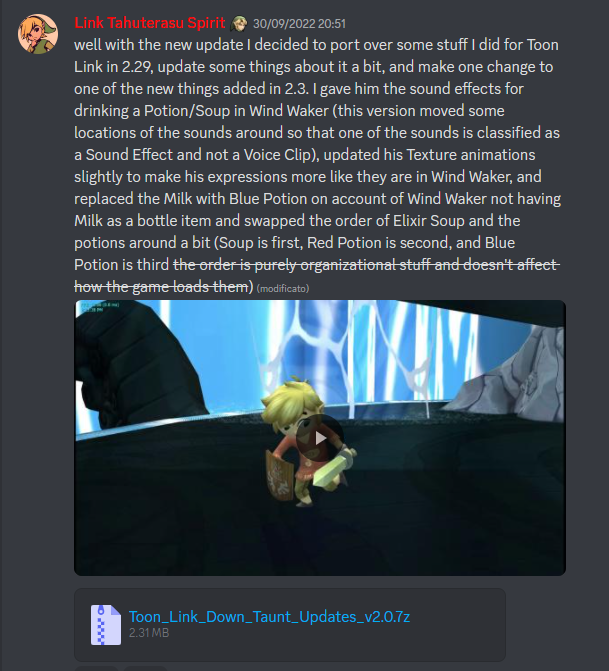 Link Tahuterasu Spirit 30/09/2022 20:51
well with the new update I decided to port over some stuff I did for Toon
Link in 2.29, update some things about it a bit, and make one change to
one of the new things added in 2.3. I gave him the sound effects for
drinking a Potion/Soup in Wind Waker (this version moved some
locations of the sounds around so that one of the sounds is classified as
a Sound Effect and not a Voice Clip), updated his Texture animations
slightly to make his expressions more like they are in Wind Waker, and
replaced the Milk with Blue Potion on account of Wind Waker not having
Milk as a bottle item and swapped the order of Elixir Soup and the
potions around a bit (Soup is first, Red Potion is second, and Blue
Potion is third the order is purely organizational stuff and doesn't affect
how the game loads them) (modificato)
Toon_Link_Down_Taunt_Updates_v2.0.7z
2.31 MB